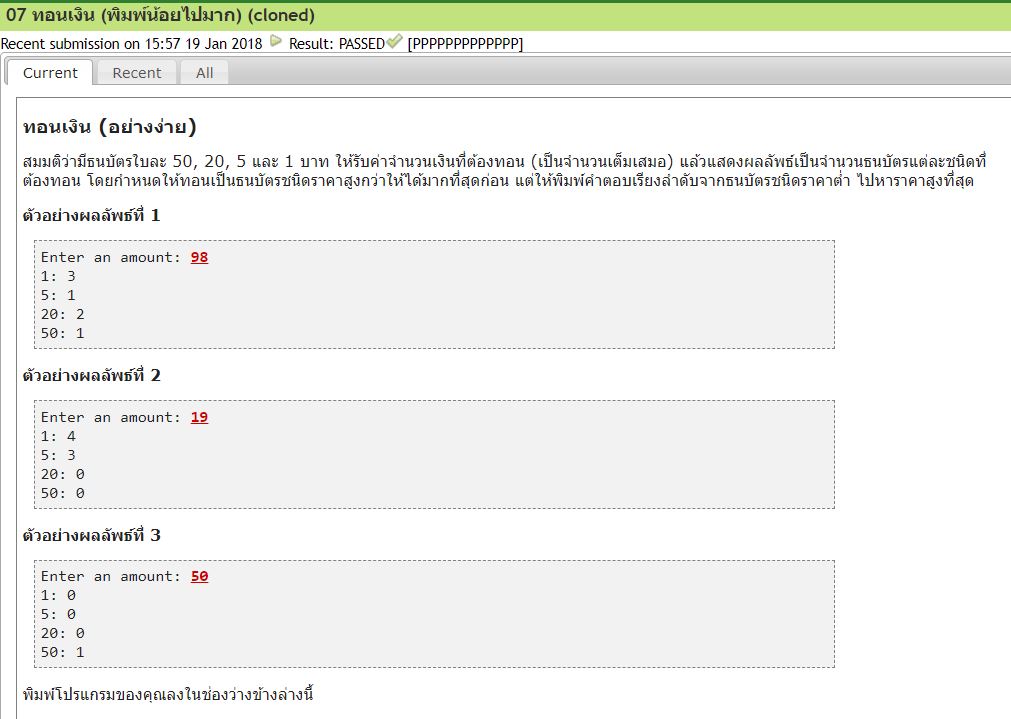 07 ทอนเงิน (พิมพ์น้อยไปมาก) (cloned)
Recent submission on 15:57 19 Jan 2018 Result: PASSED [PPPPPPPPPPPPP]
Current Recent All
ทอนเงิน (อย่างง่าย)
สมมติว่ามีธนบัตรใบละ 50, 20, 5 และ 1 บาท ให้รับค่าจำนวนเงินที่ต้องทอน (เป็นจำนวนเต็มเสมอ) แล้วแสดงผลลัพธ์เป็นจำนวนธนบัตรแต่ละชนิดที่
ต้องทอน โดยกำหนดให้ทอนเป็นธนบัตรชนิดราคาสูงกว่าให้ได้มากที่สุดก่อน แต่ให้พิมพ์คำตอบเรียงลำดับจากธนบัตรชนิดราคาต่ำ ไปหาราคาสูงที่สุด
ตัวอย่างผลลัพธ์ที่ 1
Enter an amount: 98
1: 3
5: 1
20: 2
50: 1
ตัวอย่างผลลัพธ์ที่ 2
Enter an amount: 19
1: 4
5: 3
20: 0
50: 0
ตัวอย่างผลลัพธ์ที่ 3
Enter an amount: 50
1: 0
5: 0
20: 0
50: 1
พิมพ์โปรแกรมของคุณลงในช่องว่างข้างล่างนี้